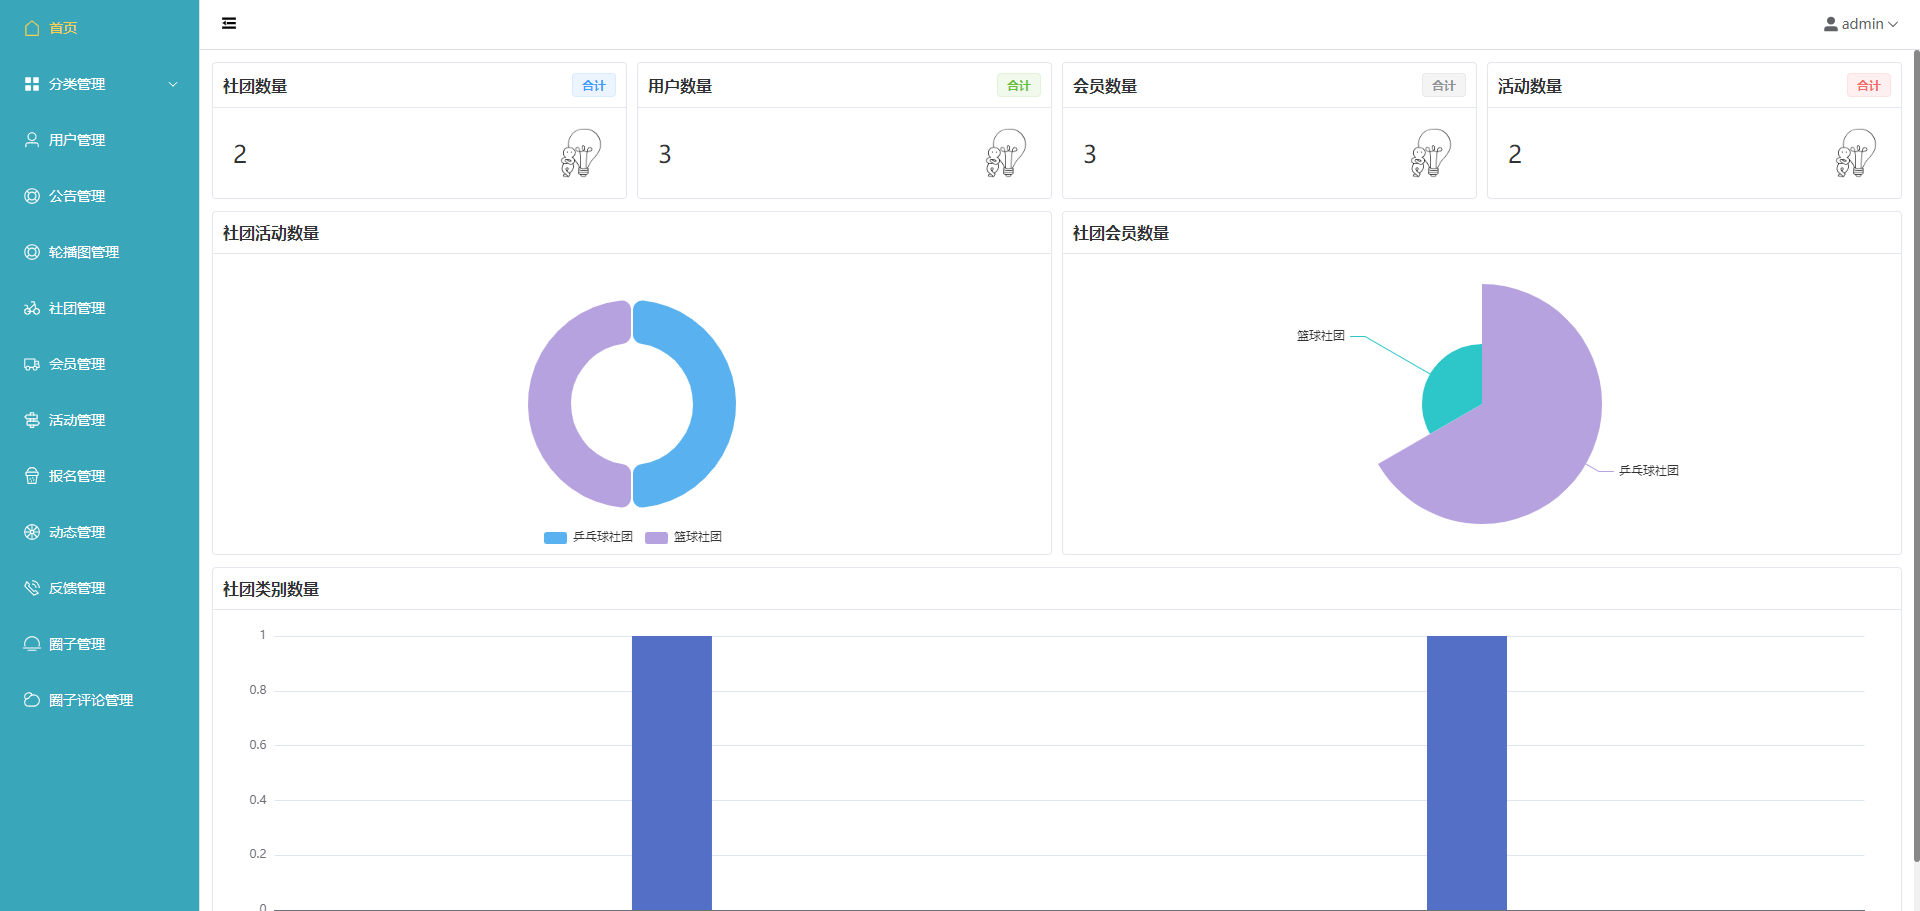 首页
分类管理
用户管理
公告管理
轮播图管理
社团管理
会员管理
活动管理
报名管理
动态管理
反馈管理
圈子管理
圈子评论管理
admin
社团数量 合计
2
用户数量 合计
3
会员数量 合计
3
活动数量 合计
2
社团活动数量
乒乓球社团 篮球社团
社团会员数量
篮球社团
乒乓球社团
社团类别数量
1
0.8
0.6
0.4
0.2
0